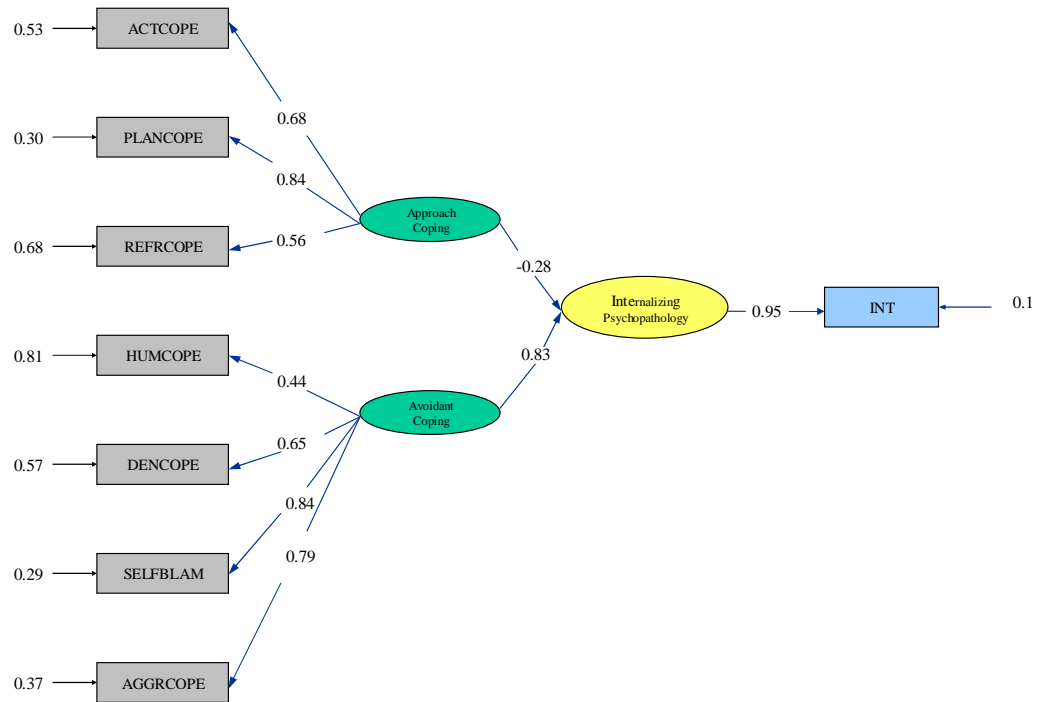 0.53
ACTCOPE
0.68
0.30
PLANCOPE
0.84
Approach
Coping
0.68
REFRCOPE
0.56
-0.28
Internalizing
Psychopathology
0.95
INT
0.1
0.81
HUMCOPE
0.44
0.83
Avoidant
Coping
0.57
DENCOPE
0.65
0.84
0.29
SELFBLAM
0.79
0.37
AGGRCOPE